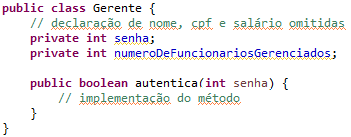 public class Gerente {
// declaração de nome, cpf e salário omitidas
private int senha;
private int numeroDeFuncionariosGerenciados;
public boolean autentica(int senha) {
// implementação do método
}
}